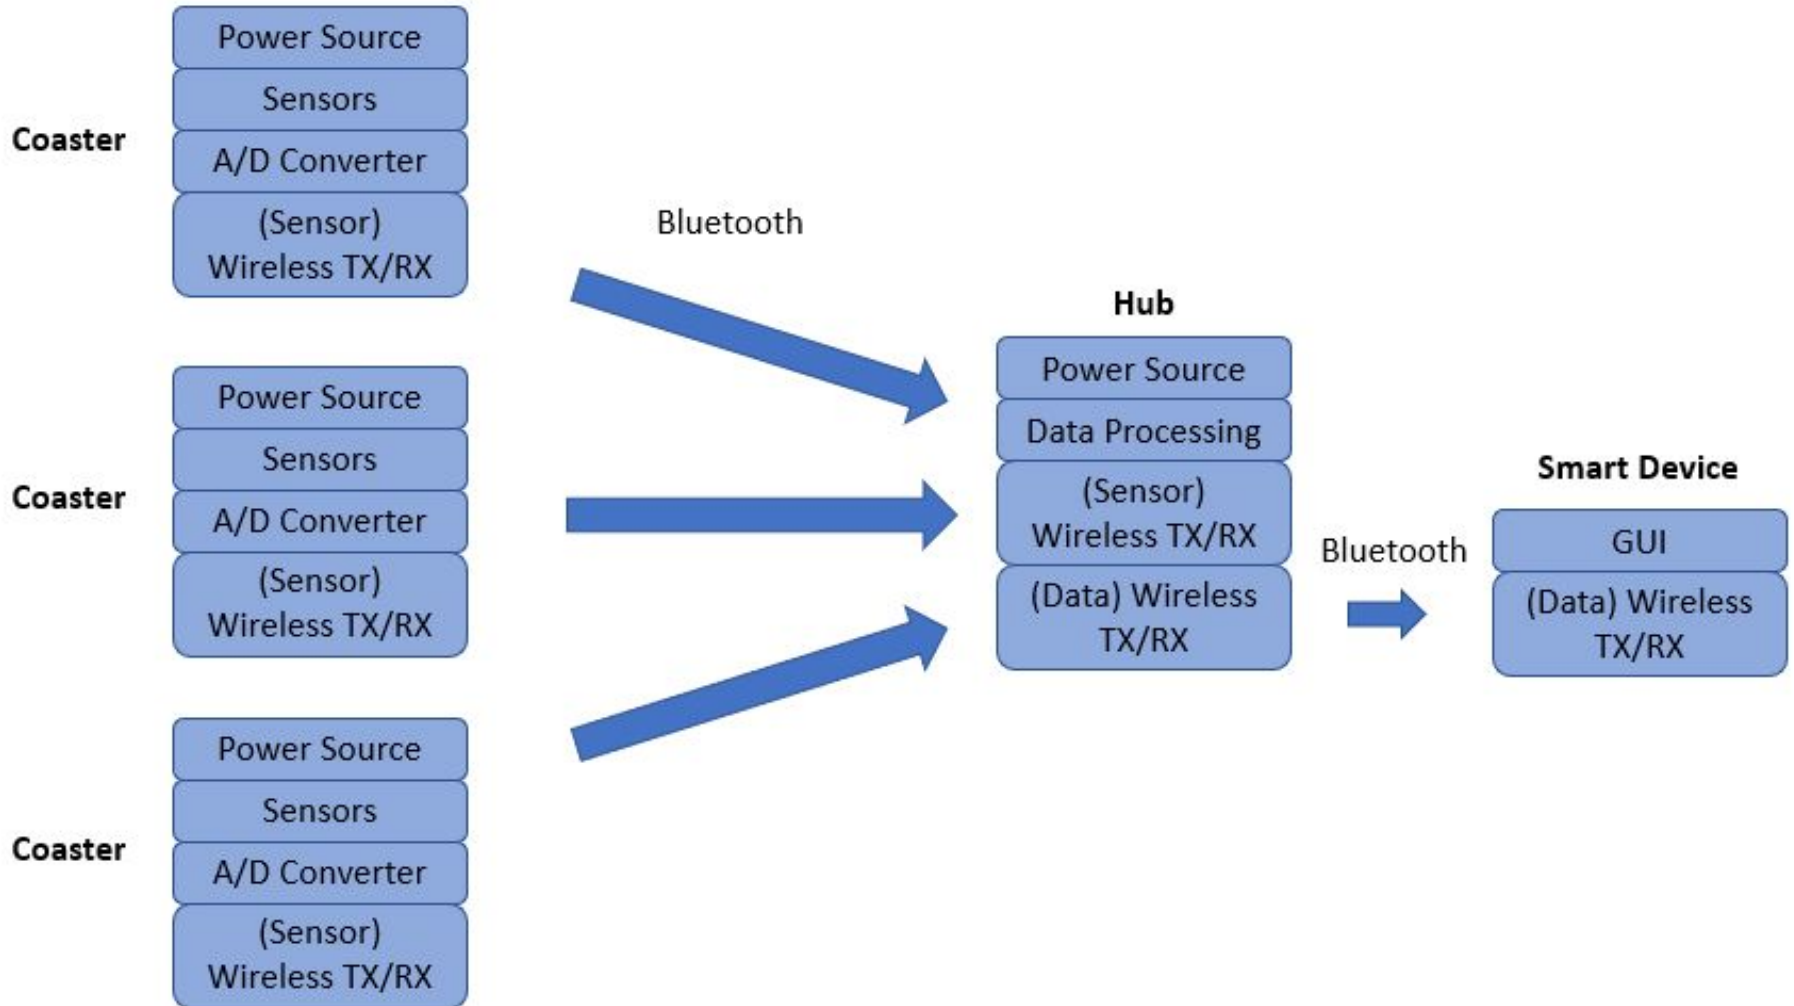 Coaster
Power Source
Sensors
A/D Converter
(Sensor)
Wireless TX/RX
Coaster
Power Source
Sensors
A/D Converter
(Sensor)
Wireless TX/RX
Coaster
Power Source
Sensors
A/D Converter
(Sensor)
Wireless TX/RX
Bluetooth
Hub
Power Source
Data Processing
(Sensor)
Wireless TX/RX
(Data) Wireless
TX/RX
Bluetooth
Smart Device
GUI
(Data) Wireless
TX/RX